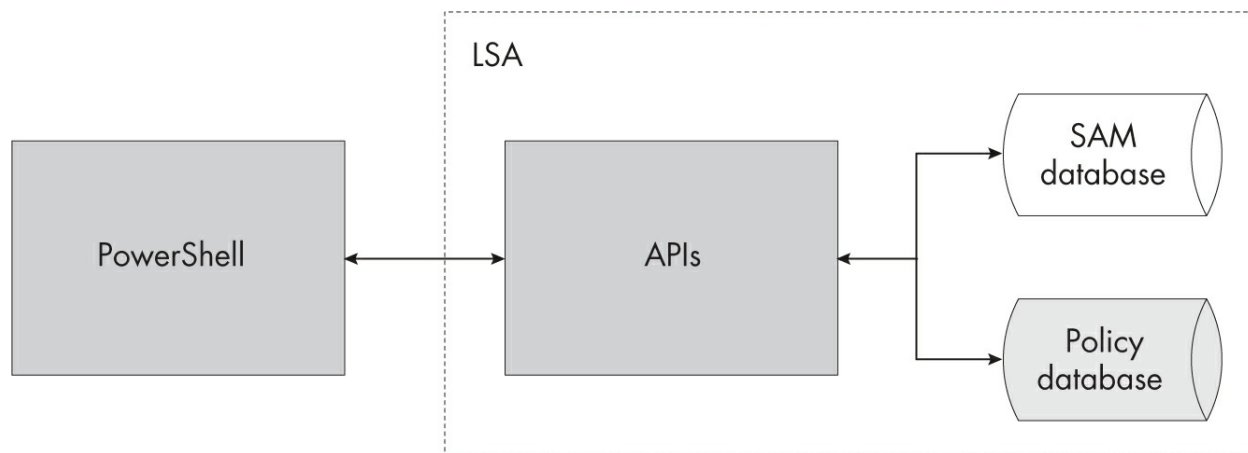 LSA
PowerShell
APIs
SAM
database
Policy
database